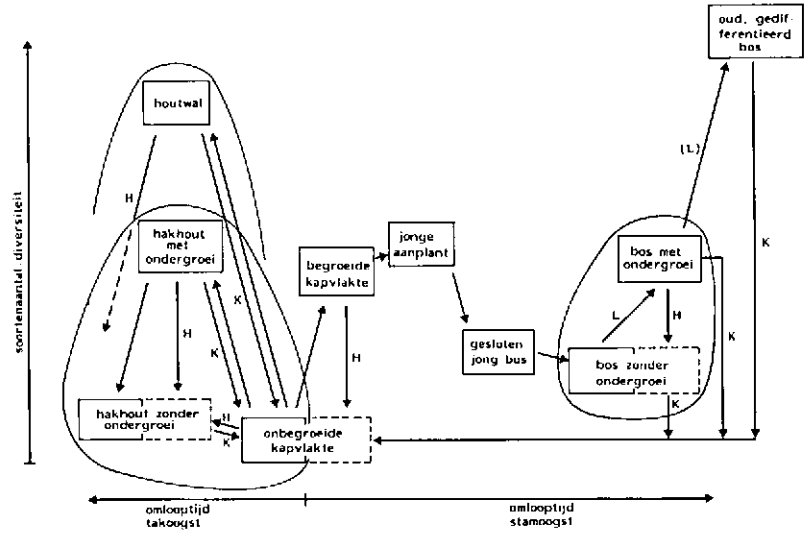 oud, gedif-
ferentieerd
bos
houtwal
(L)
soortenaantal-diversiteit
H
hakhout
met
ondergroei
jonge
aanplant
K
begroeide
kapvlakte
bos met
ondergroei
K
H
K
H
gesloten
jong bos
L
H
K
bos zonder
ondergroei
hakhout zonder
ondergroei
H
K
onbegroeide
kapvlakte
K
omlooptijd
takoogst
omlooptijd
stamoogst